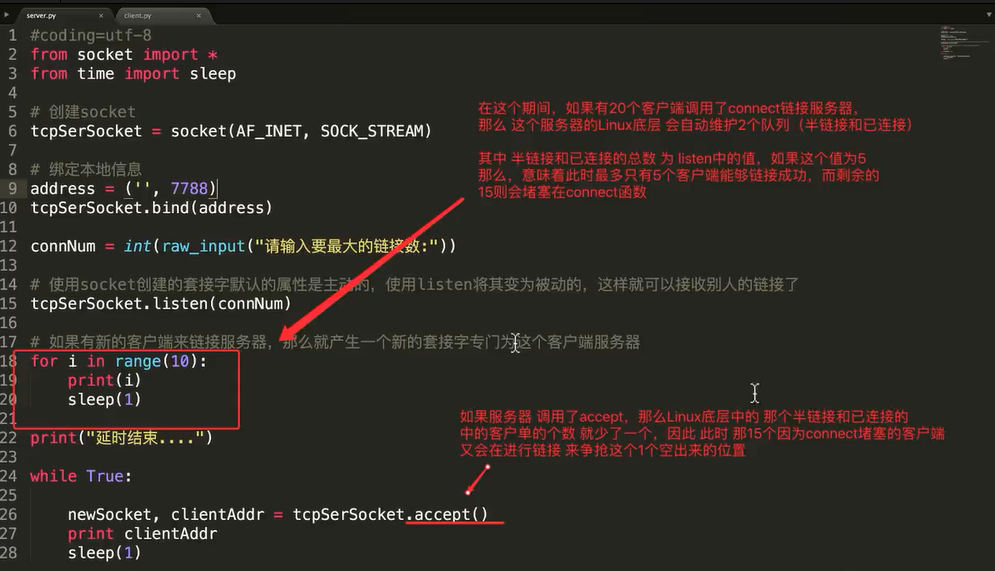 server.py
client.py
1 #coding=utf-8
2 from socket import *
3 from time import sleep
4
5 # 创建socket
6 tcpSerSocket = socket(AF_INET, SOCK_STREAM)
7
8 # 绑定本地信息
9 address = ('', 7788)
10 tcpSerSocket.bind(address)
11
12 connNum = int(raw_input("请输入要最大的链接数:"))
13
14 # 使用socket创建的套接字默认的属性是主动的，使用listen将其变为被动的，这样就可以接收别人的链接了
15 tcpSerSocket.listen(connNum)
16
17 # 如果有新的客户端来链接服务器，那么就产生一个新的套接字专门为这个客户端服务器
18 for i in range(10):
19     print(i)
20     sleep(1)
21
22 print("延时结束....")
23
24 while True:
25
26     newSocket, clientAddr = tcpSerSocket.accept()
27     print clientAddr
28     sleep(1)
在这个期间，如果有20个客户端调用了connect链接服务器，
那么 这个服务器的Linux底层 会自动维护2个队列（半链接和已连接）
其中 半链接和已连接的总数 为 listen中的值，如果这个值为5
那么，意味着此时最多只有5个客户端能够链接成功，而剩余的
15则会堵塞在connect函数
如果服务器 调用了accept，那么Linux底层中的 那个半链接和已连接的
中的客户单的个数 就少了一个，因此 此时 那15个因为connect堵塞的客户端
又会在进行链接 来争抢这个1个空出来的位置